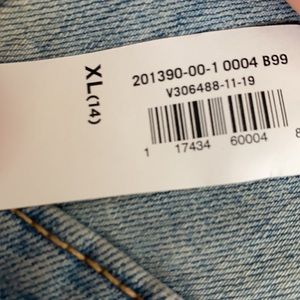 XL(14)
201390-00-1 0004 B99
V306488-11-19
1 17434 60004 8